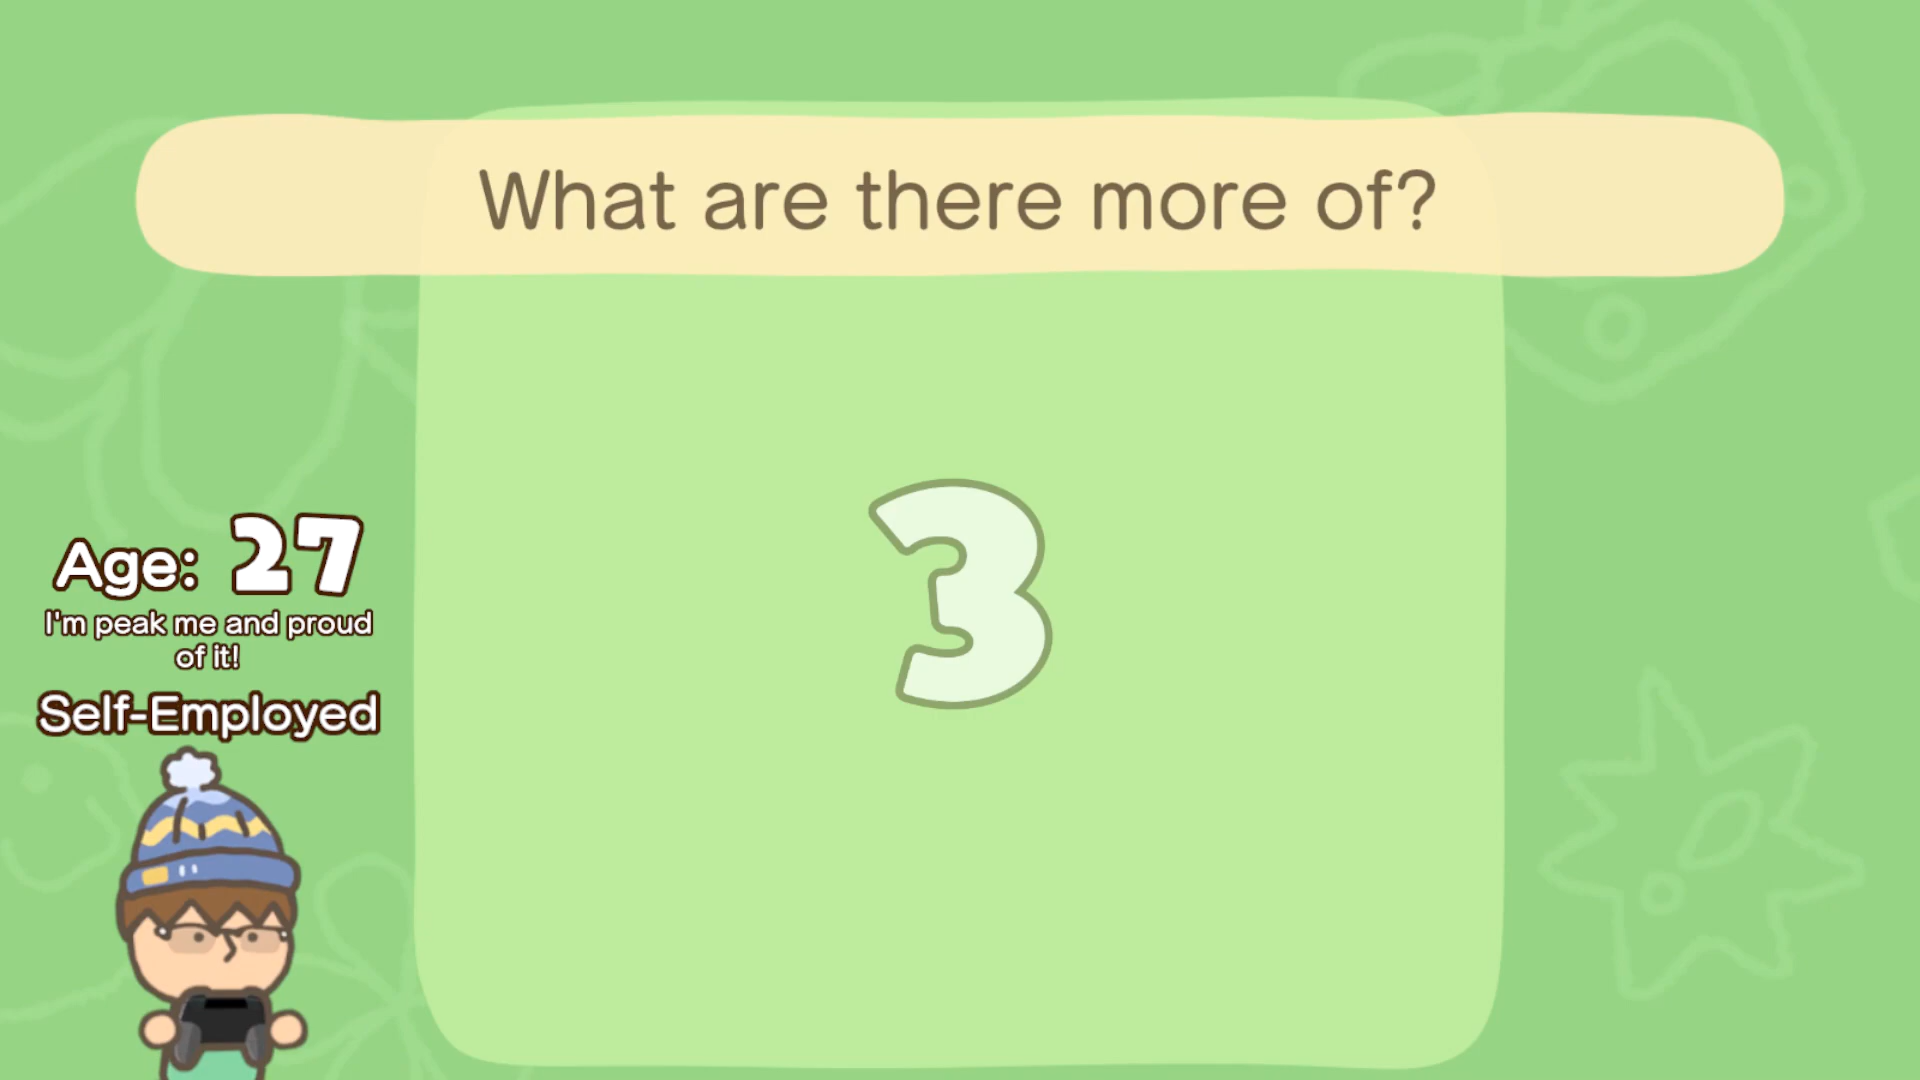 What are there more of?
3
Age: 27
I'm peak me and proud
of it!
Self-Employed